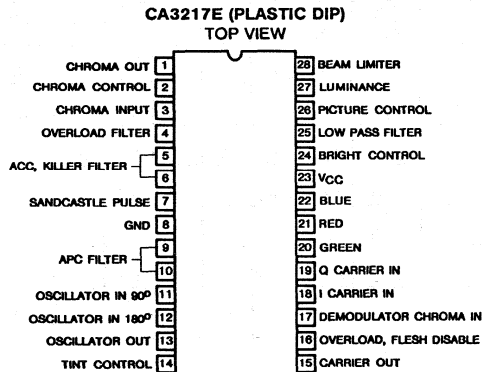 CA3217E (PLASTIC DIP)
TOP VIEW
CHROMA OUT 1
CHROMA CONTROL 2
CHROMA INPUT 3
OVERLOAD FILTER 4
ACC, KILLER FILTER 5
6
SANDCASTLE PULSE 7
GND 8
APC FILTER 9
10
OSCILLATOR IN 90º 11
OSCILLATOR IN 180º 12
OSCILLATOR OUT 13
TINT CONTROL 14
28 BEAM LIMITER
27 LUMINANCE
26 PICTURE CONTROL
25 LOW PASS FILTER
24 BRIGHT CONTROL
23 VCC
22 BLUE
21 RED
20 GREEN
19 Q CARRIER IN
18 I CARRIER IN
17 DEMODULATOR CHROMA IN
16 OVERLOAD, FLESH DISABLE
15 CARRIER OUT